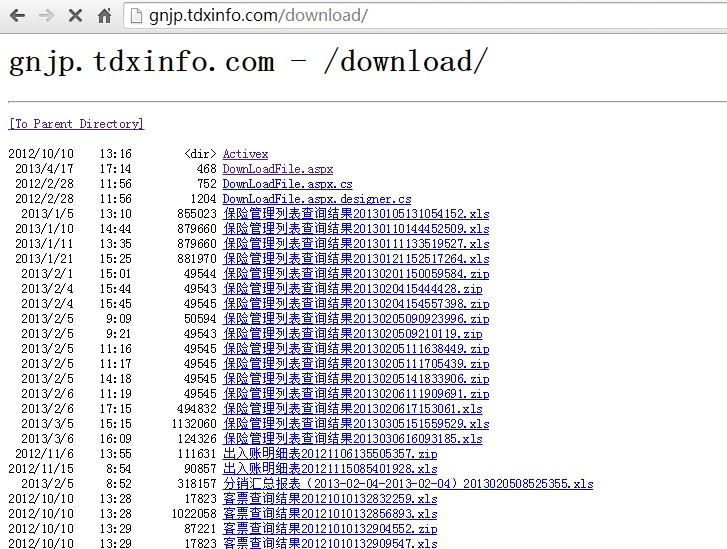 gnjp.tdxinfo.com/download/
gnjp.tdxinfo.com - /download/
[To Parent Directory]
2012/10/10 13:16 <dir> Activex
2013/4/17 17:14 468 DownLoadFile.aspx
2012/2/28 11:56 752 DownLoadFile.aspx.cs
2012/2/28 11:56 1204 DownLoadFile.aspx.designer.cs
2013/1/5 13:10 855023 保险管理列表查询结果20130105131054152.xls
2013/1/10 14:44 879660 保险管理列表查询结果20130110144452509.xls
2013/1/11 13:35 879660 保险管理列表查询结果20130111133519527.xls
2013/1/21 15:25 881970 保险管理列表查询结果20130121152517264.xls
2013/2/1 15:01 49544 保险管理列表查询结果20130201150059584.zip
2013/2/4 15:44 49543 保险管理列表查询结果20130204154444428.zip
2013/2/4 15:45 49545 保险管理列表查询结果20130204154557398.zip
2013/2/5 9:09 50594 保险管理列表查询结果20130205090923996.zip
2013/2/5 9:21 49543 保险管理列表查询结果2013020509210119.zip
2013/2/5 11:16 49545 保险管理列表查询结果20130205111638449.zip
2013/2/5 11:17 49545 保险管理列表查询结果20130205111705439.zip
2013/2/5 14:18 49545 保险管理列表查询结果20130205141833906.zip
2013/2/6 11:19 49545 保险管理列表查询结果20130206111909691.zip
2013/2/6 17:15 494832 保险管理列表查询结果2013020617153061.xls
2013/3/5 15:15 1132060 保险管理列表查询结果20130305151559529.xls
2013/3/6 16:09 124326 保险管理列表查询结果2013030616093185.xls
2012/11/6 13:55 111631 出入账明细表20121106135505357.zip
2012/11/15 8:54 90857 出入账明细表20121115085401928.xls
2013/2/5 8:52 318157 分销汇总报表（2013-02-04-2013-02-04）2013020508525355.xls
2012/10/10 13:28 17823 客票查询结果20121010132832259.xls
2012/10/10 13:28 1022058 客票查询结果20121010132856893.xls
2012/10/10 13:29 87221 客票查询结果20121010132904552.zip
2012/10/10 13:29 17823 客票查询结果20121010132909547.xls